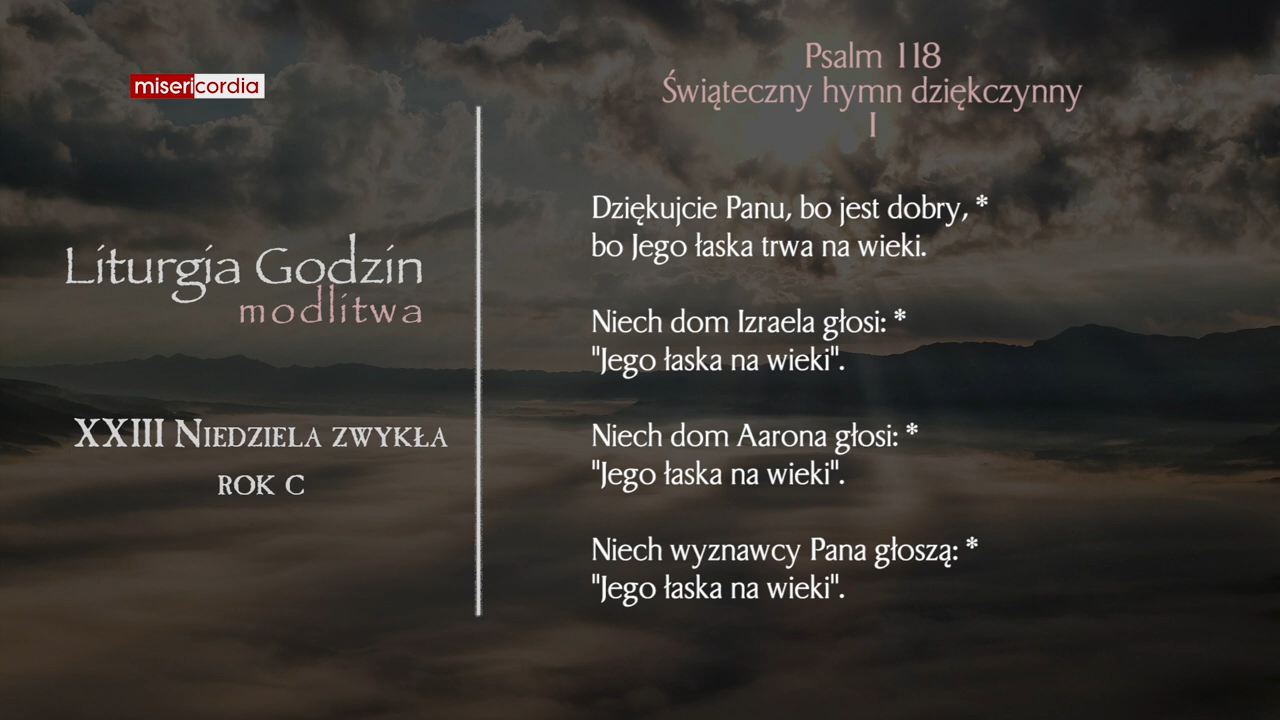 misericordia
Liturgia Godzin
modlitwa
XXIII Niedziela zwykła
rok C
Psalm 118
Świąteczny hymn dziękczynny
I
Dziękujcie Panu, bo jest dobry, *
bo Jego łaska trwa na wieki.
Niech dom Izraela głosi: *
"Jego łaska na wieki".
Niech dom Aarona głosi: *
"Jego łaska na wieki".
Niech wyznawcy Pana głoszą: *
"Jego łaska na wieki".